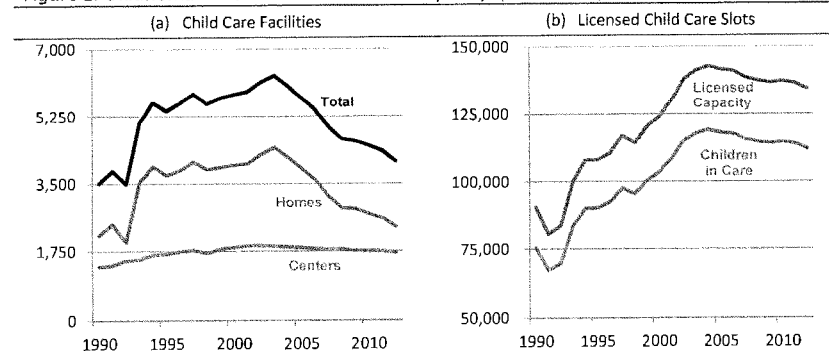 (a) Child Care Facilities
7,000
5,250
3,500
1,750
0
Total
Homes
Centers
1990 1995 2000 2005 2010
(b) Licensed Child Care Slots
150,000
125,000
100,000
75,000
50,000
Licensed
Capacity
Children
in Care
1990 1995 2000 2005 2010